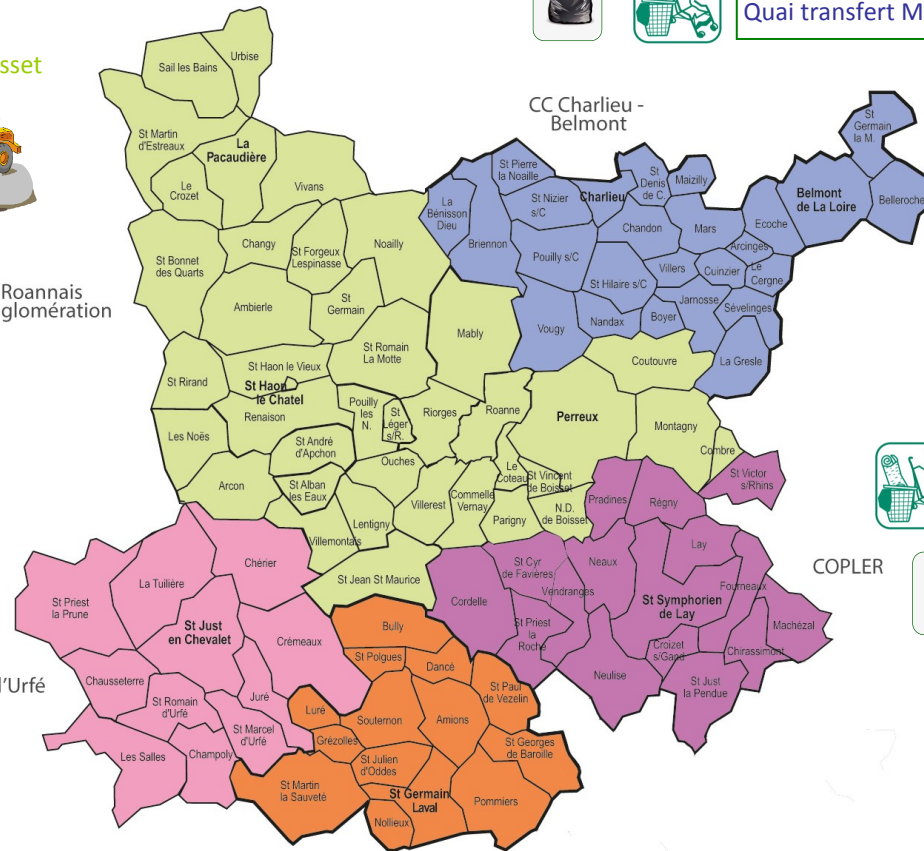 Quai transfert M
sset
CC Charlieu -
Belmont
Roannais
glomération
COPLER
l'Urfé
Urbise
Sail les Bains
St Martin
d'Estreaux
La
Pacaudière
Le
Crozet
Vivans
Changy
St Forgeux
Lespinasse
Noailly
St Bonnet
des Quarts
Ambierle
St
Germain
St Romain
La Motte
Mably
St Rirand
St Haon le Vieux
St Haon
le Chatel
Renaison
Pouilly
les
N.
St
Léger
s/R.
Riorges
Roanne
Perreux
Coutouvre
Montagny
Combre
Les Noës
St André
d'Apchon
Ouches
Arcon
St Alban
les Eaux
Lentigny
Villerest
Commelle
Vernay
Le
Coteau
St Vincent
de Boisset
Parigny
N.D.
de Boisset
Villemontais
St Jean St Maurice
St Pierre
la Noaille
St
Denis
de C.
Maizilly
St
Germain
la M.
La
Bénisson
Dieu
St Nizier
s/C
Charlieu
Belmont
de La Loire
Belleroche
Briennon
Chandon
Mars
Ecoche
Arcinges
Pouilly s/C
Villers
Cuinzier
Le
Cergne
St Hilaire s/C
Jarnosse
Sévelinges
Vougy
Nandax
Boyer
La Gresle
St Victor
s/Rhins
Pradines
Régny
Lay
St Cyr
de Favières
Neaux
Vendranges
Fourneaux
Cordelle
St Symphorien
de Lay
St Priest
la
Roche
Machézal
Croizet
s/Gand
Chirassimont
Neulise
St Just
la Pendue
Chérier
La Tuilière
St Priest
la Prune
St Just
en Chevalet
Crémeaux
Chausseterre
St Romain
d'Urfé
Juré
St Marcel
d'Urfé
Les Salles
Champoly
Bully
St Polgues
Dancé
St Paul
de Vezelin
Luré
Souternon
Amions
Grézolles
St Georges
de Baroille
St Julien
d'Oddes
St Martin
la Sauveté
St Germain
Laval
Pommiers
Nollieux